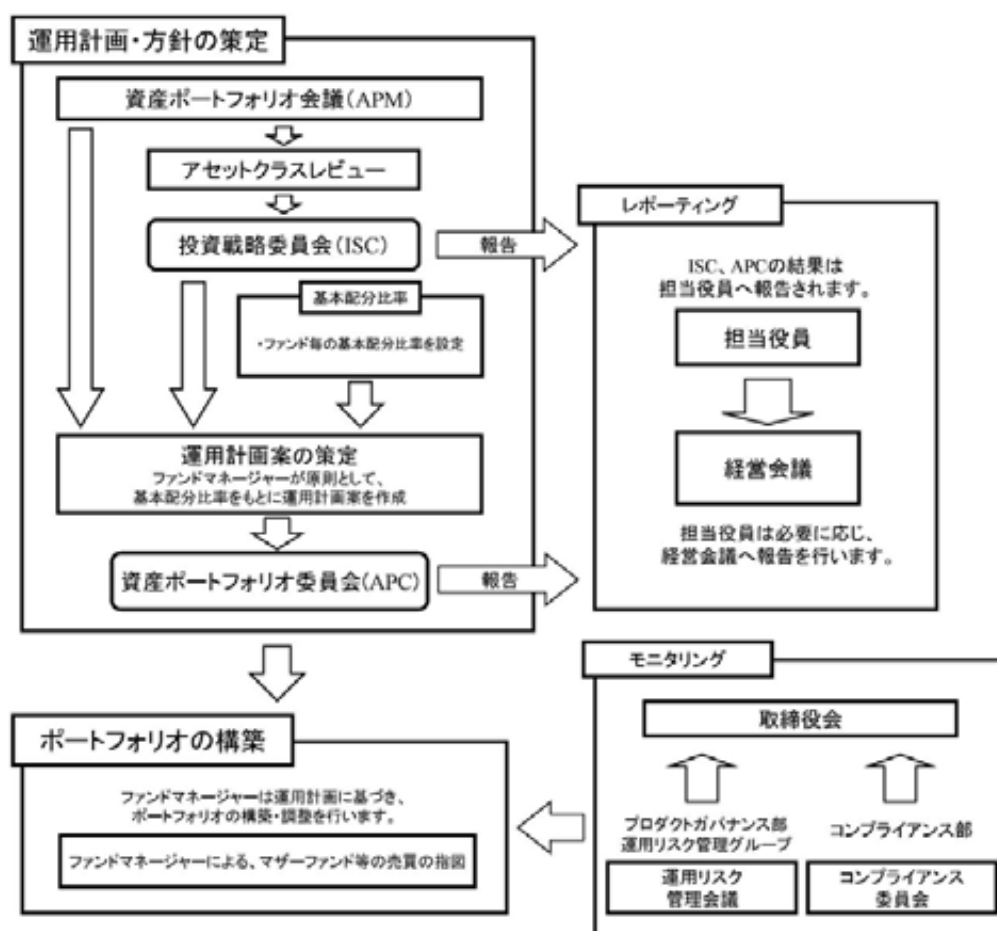 運用計画・方針の策定
資産ポートフォリオ会議(APM)
アセットクラスレビュー
投資戦略委員会(ISC)
報告
基本配分比率
・ファンド毎の基本配分比率を設定
運用計画案の策定
ファンドマネージャーが原則として、
基本配分比率をもとに運用計画案を作成
資産ポートフォリオ委員会(APC)
報告
レポーティング
ISC、APCの結果は
担当役員へ報告されます。
担当役員
経営会議
担当役員は必要に応じ、
経営会議へ報告を行います。
ポートフォリオの構築
ファンドマネージャーは運用計画に基づき、
ポートフォリオの構築・調整を行います。
ファンドマネージャーによる、マザーファンド等の売買の指図
モニタリング
取締役会
プロダクトガバナンス部
運用リスク管理グループ
運用リスク
管理会議
コンプライアンス部
コンプライアンス
委員会